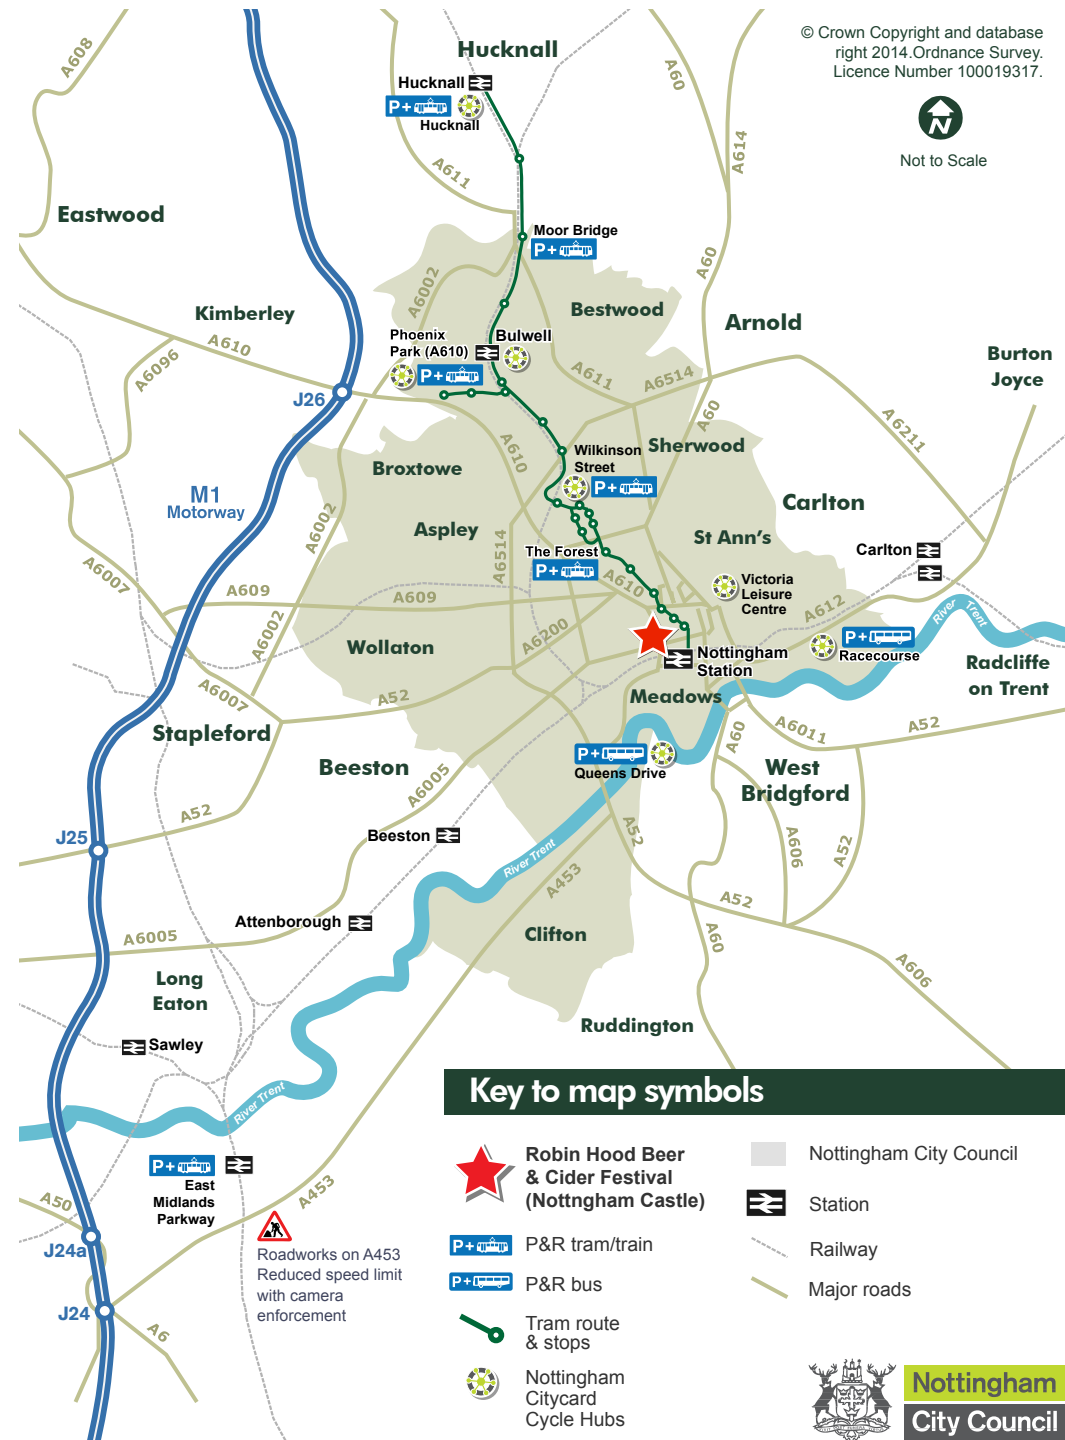 © Crown Copyright and database
right 2014.Ordnance Survey.
Licence Number 100019317.
N
Not to Scale
Hucknall
A608
A60
Hucknall
P+
Hucknall
A614
A611
Eastwood
Moor Bridge
P+
A60
A6002
Kimberley
Bestwood
Arnold
A610
Phoenix
Park (A610)
P+
Bulwell
Burton
Joyce
A6096
A611
A6514
J26
A60
A6211
Sherwood
A610
Broxtowe
Wilkinson
Street
P+
M1
Motorway
Carlton
A6002
Aspley
St Ann's
A6514
The Forest
P+
Carlton
A6007
A609
A609
A610
Victoria
Leisure
Centre
A612
River Trent
A6002
A6200
Wollaton
P+
Racecourse
Nottingham
Station
Radcliffe
on Trent
A6007
A52
Meadows
Stapleford
A60
A6011
A52
Beeston
P+
Queens Drive
West
Bridgford
A6005
A52
J25
Beeston
A52
A606
A52
River Trent
A453
A52
Attenborough
A6005
Clifton
A60
A606
Long
Eaton
Ruddington
Sawley
River Trent
P+
East
Midlands
Parkway
A50
A453
J24a
Roadworks on A453
Reduced speed limit
with camera
enforcement
J24
A6
Key to map symbols
Robin Hood Beer
& Cider Festival
(Nottngham Castle)
P+
P&R tram/train
P+
P&R bus
Tram route
& stops
Nottingham
Citycard
Cycle Hubs
Nottingham City Council
Station
Railway
Major roads
Nottingham
City Council